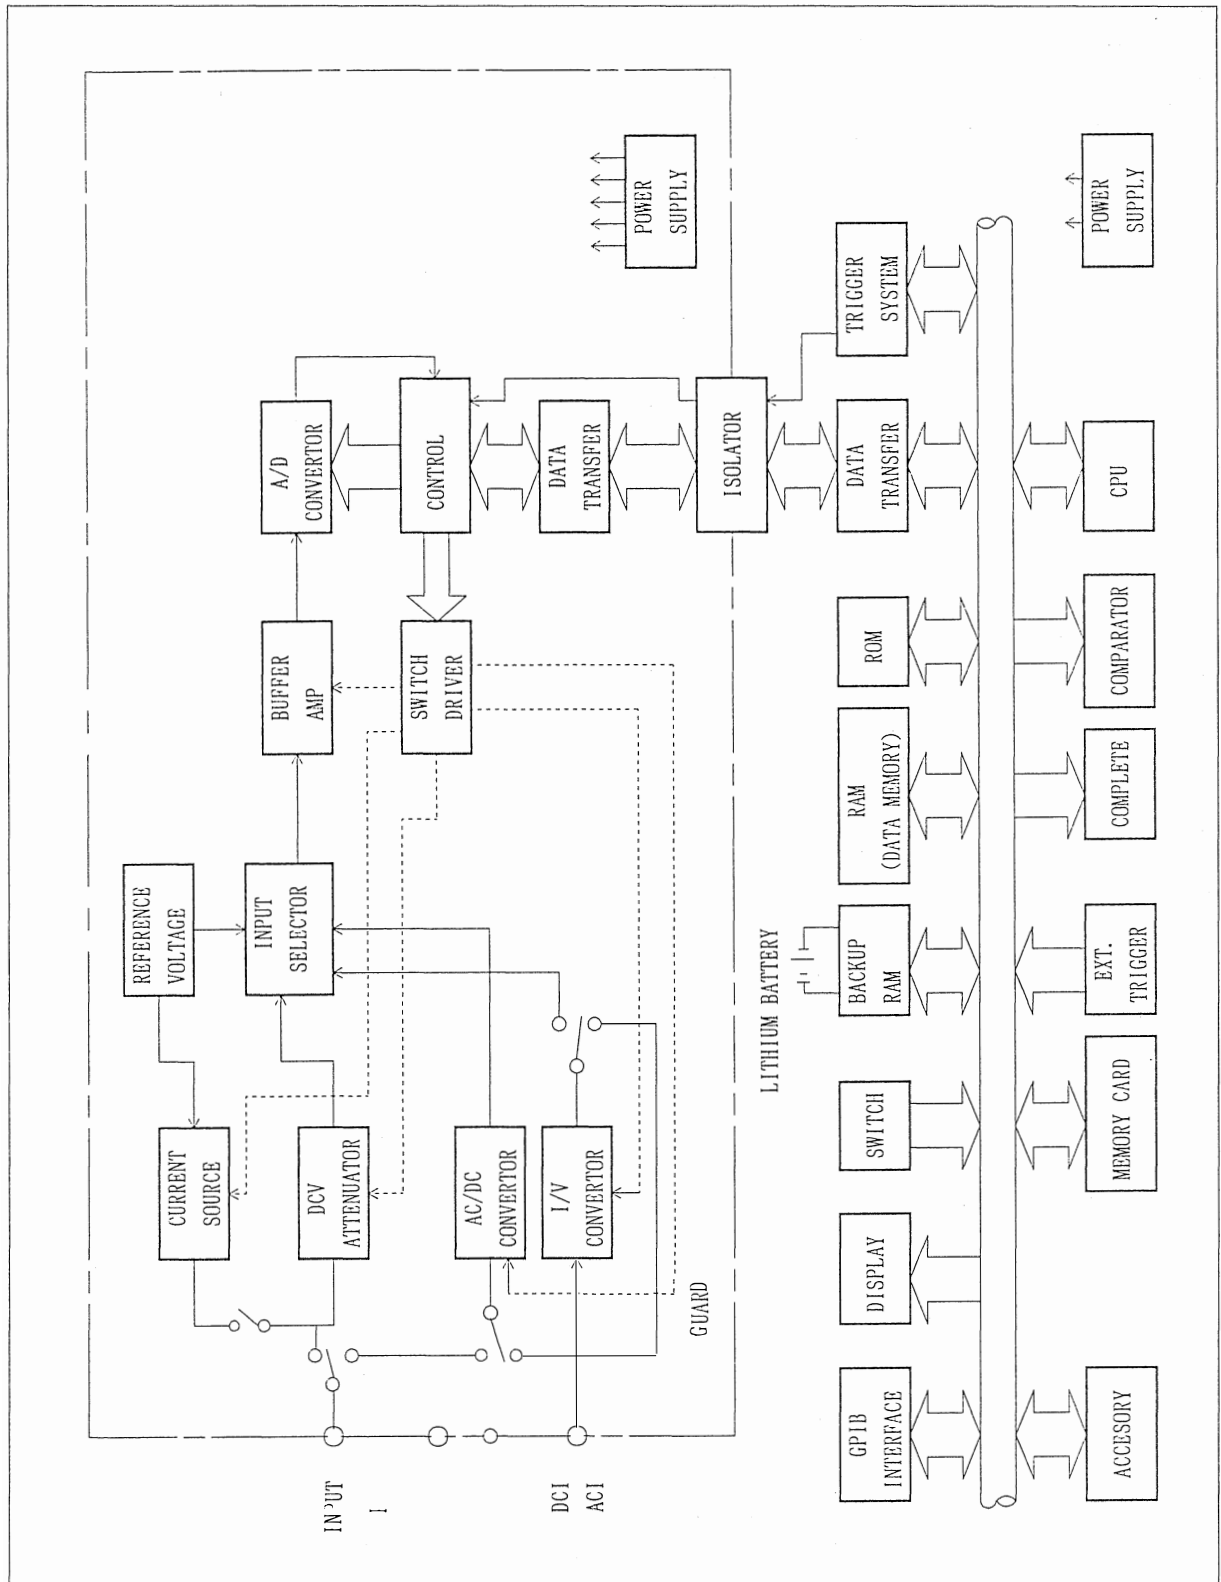 REFERENCE
VOLTAGE
CURRENT
SOURCE
INPUT
SELECTOR
BUFFER
AMP
A/D
CONVERTOR
INPUT
DCV
ATTENUATOR
SWITCH
DRIVER
CONTROL
AC/DC
CONVERTOR
DCI
ACI
I/V
CONVERTOR
DATA
TRANSFER
POWER
SUPPLY
GUARD
ISOLATOR
LITHIUM BATTERY
GPIB
INTERFACE
DISPLAY
SWITCH
BACKUP
RAM
RAM
(DATA MEMORY)
ROM
DATA
TRANSFER
TRIGGER
SYSTEM
ACCESORY
MEMORY CARD
EXT.
TRIGGER
COMPLETE
COMPARATOR
CPU
POWER
SUPPLY